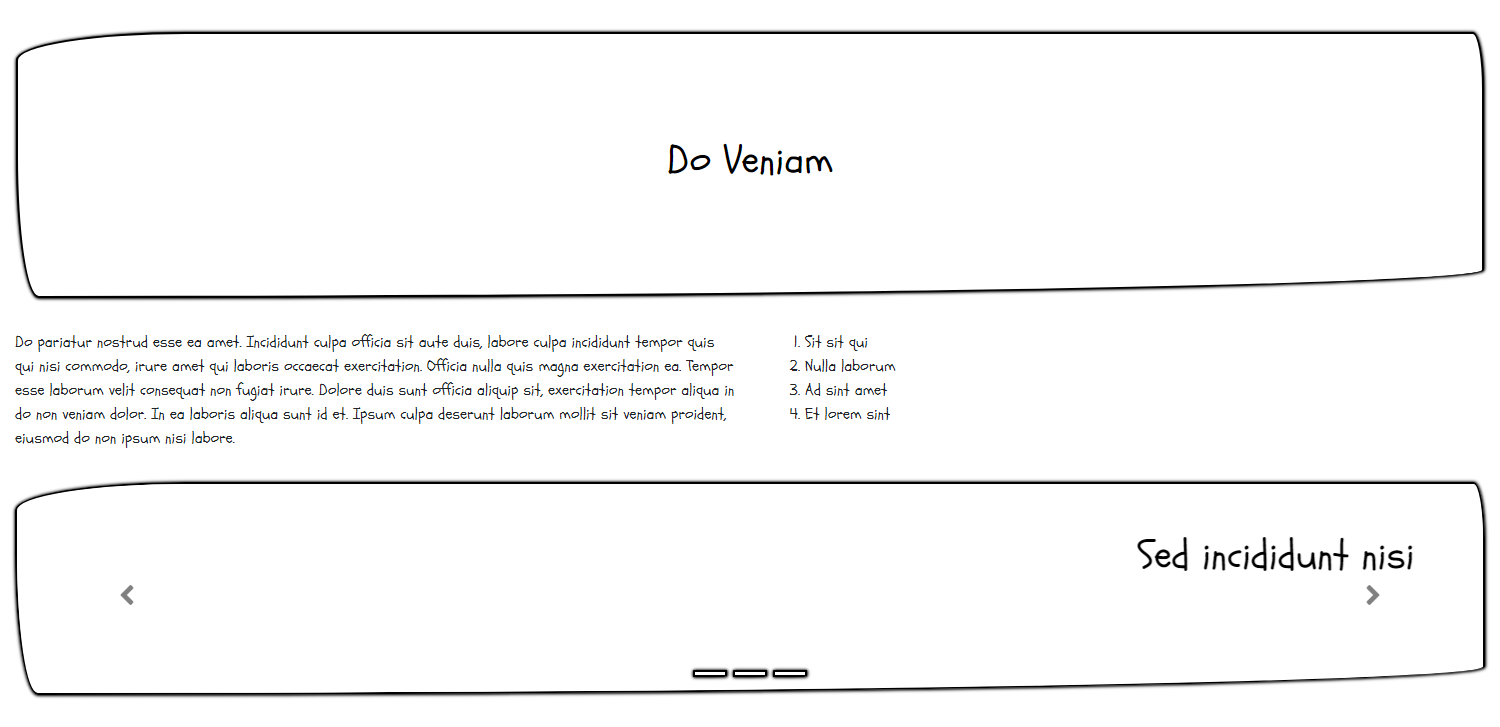 Do Veniam
Do pariatur nostrud esse ea amet. Incididunt culpa officia sit aute duis, labore culpa incididunt tempor quis
qui nisi commodo, irure amet qui laboris occaecat exercitation. Officia nulla quis magna exercitation ea. Tempor
esse laborum velit consequat non fugiat irure. Dolore duis sunt officia aliquip sit, exercitation tempor aliqua in
do non veniam dolor. In ea laboris aliqua sunt id et. Ipsum culpa deserunt laborum mollit sit veniam proident,
eiusmod do non ipsum nisi labore.
1. Sit sit qui
2. Nulla laborum
3. Ad sint amet
4. Et lorem sint
Sed incididunt nisi